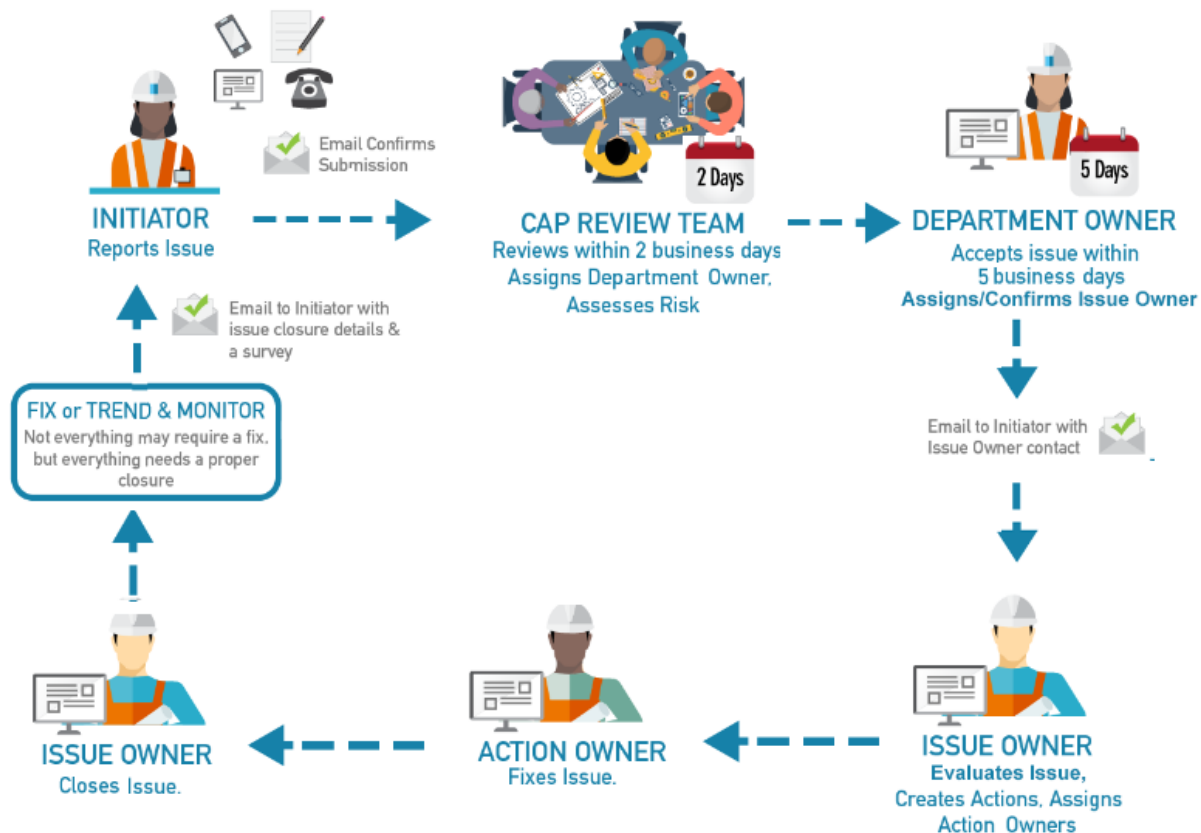 Email Confirms
Submission
2 Days
5 Days
INITIATOR
Reports Issue
CAP REVIEW TEAM
Reviews within 2 business days
Assigns Department Owner,
Assesses Risk
DEPARTMENT OWNER
Accepts issue within
5 business days
Assigns/Confirms Issue Owner
Email to Initiator with
issue closure details &
a survey
FIX or TREND & MONITOR
Not everything may require a fix,
but everything needs a proper
closure
Email to Initiator with
Issue Owner contact
ISSUE OWNER
Evaluates Issue,
Creates Actions, Assigns
Action Owners
ACTION OWNER
Fixes Issue.
ISSUE OWNER
Closes Issue.